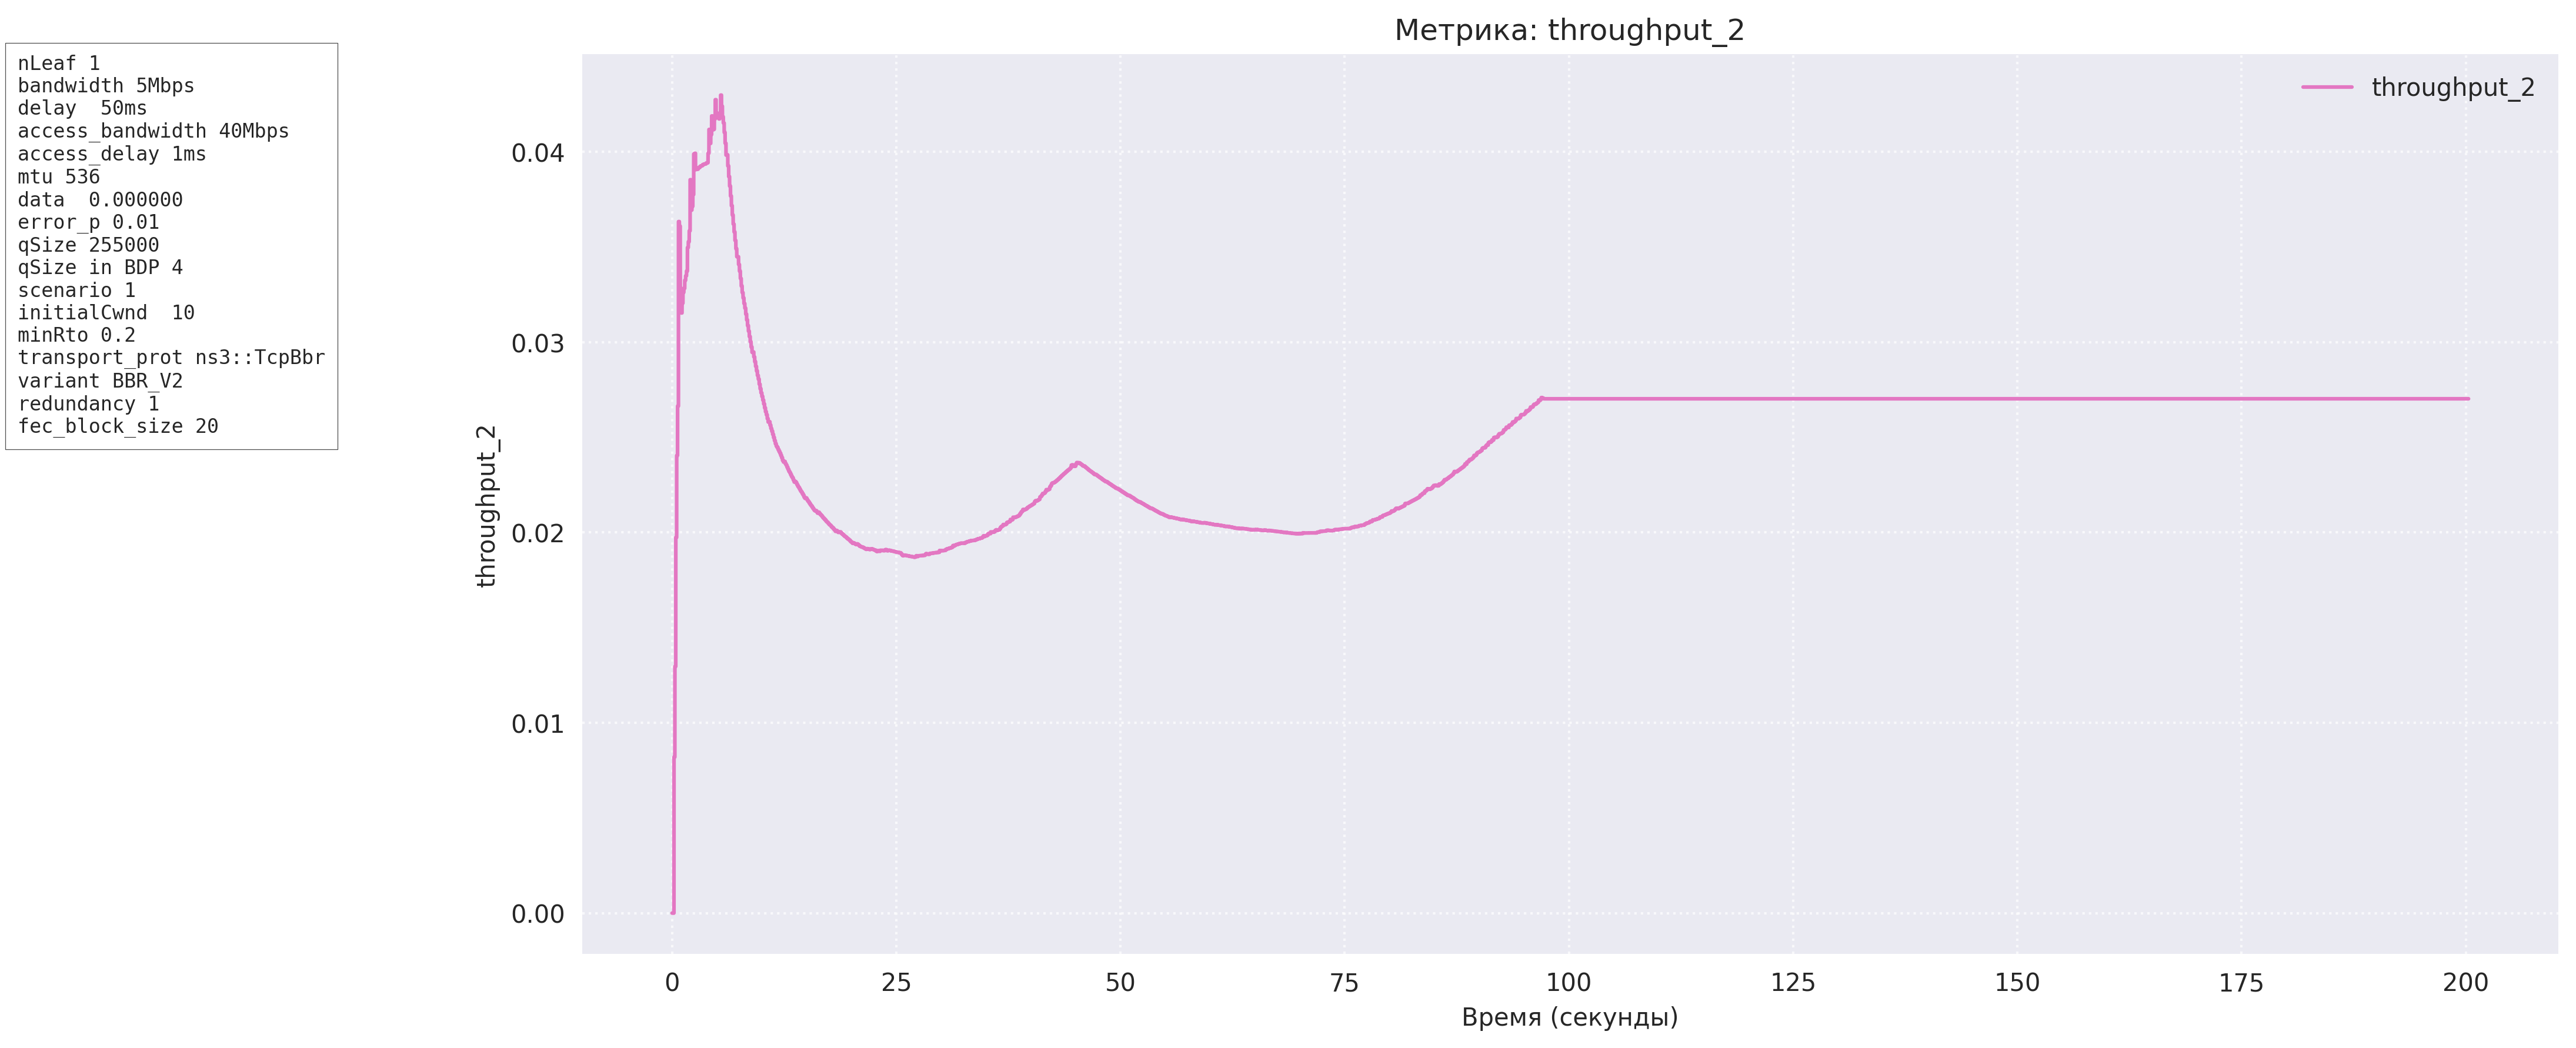 Метрика: throughput_2
nLeaf 1
bandwidth 5Mbps
delay  50ms
access_bandwidth 40Mbps
access_delay 1ms
mtu 536
data  0.000000
error_p 0.01
qSize 255000
qSize in BDP 4
scenario 1
initialCwnd  10
minRto 0.2
transport_prot ns3::TcpBbr
variant BBR_V2
redundancy 1
fec_block_size 20
throughput_2
throughput_2
0.04
0.03
0.02
0.01
0.00
0 25 50 75 100 125 150 175 200
Время (секунды)